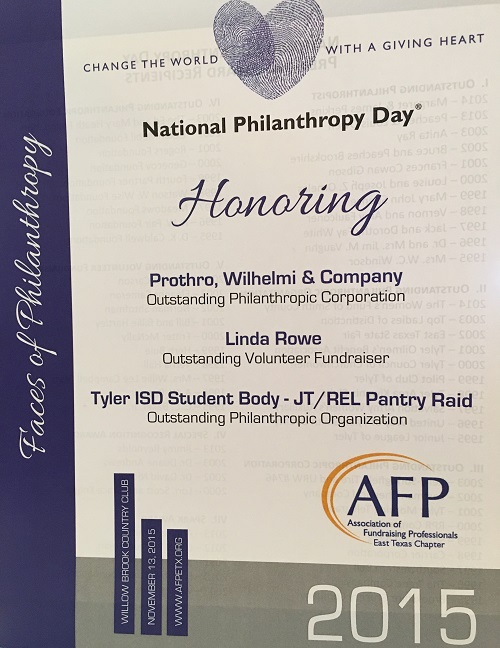 CHANGE THE WORLD WITH A GIVING HEART
National Philanthropy Day®
Honoring
Faces of Philanthropy
Prothro, Wilhelmi & Company
Outstanding Philanthropic Corporation
Linda Rowe
Outstanding Volunteer Fundraiser
Tyler ISD Student Body - JT/REL Pantry Raid
Outstanding Philanthropic Organization
WILLOW BROOK COUNTRY CLUB
NOVEMBER 13, 2015
WWW.AFPETX.ORG
AFP
Association of
Fundraising Professionals
East Texas Chapter
2015